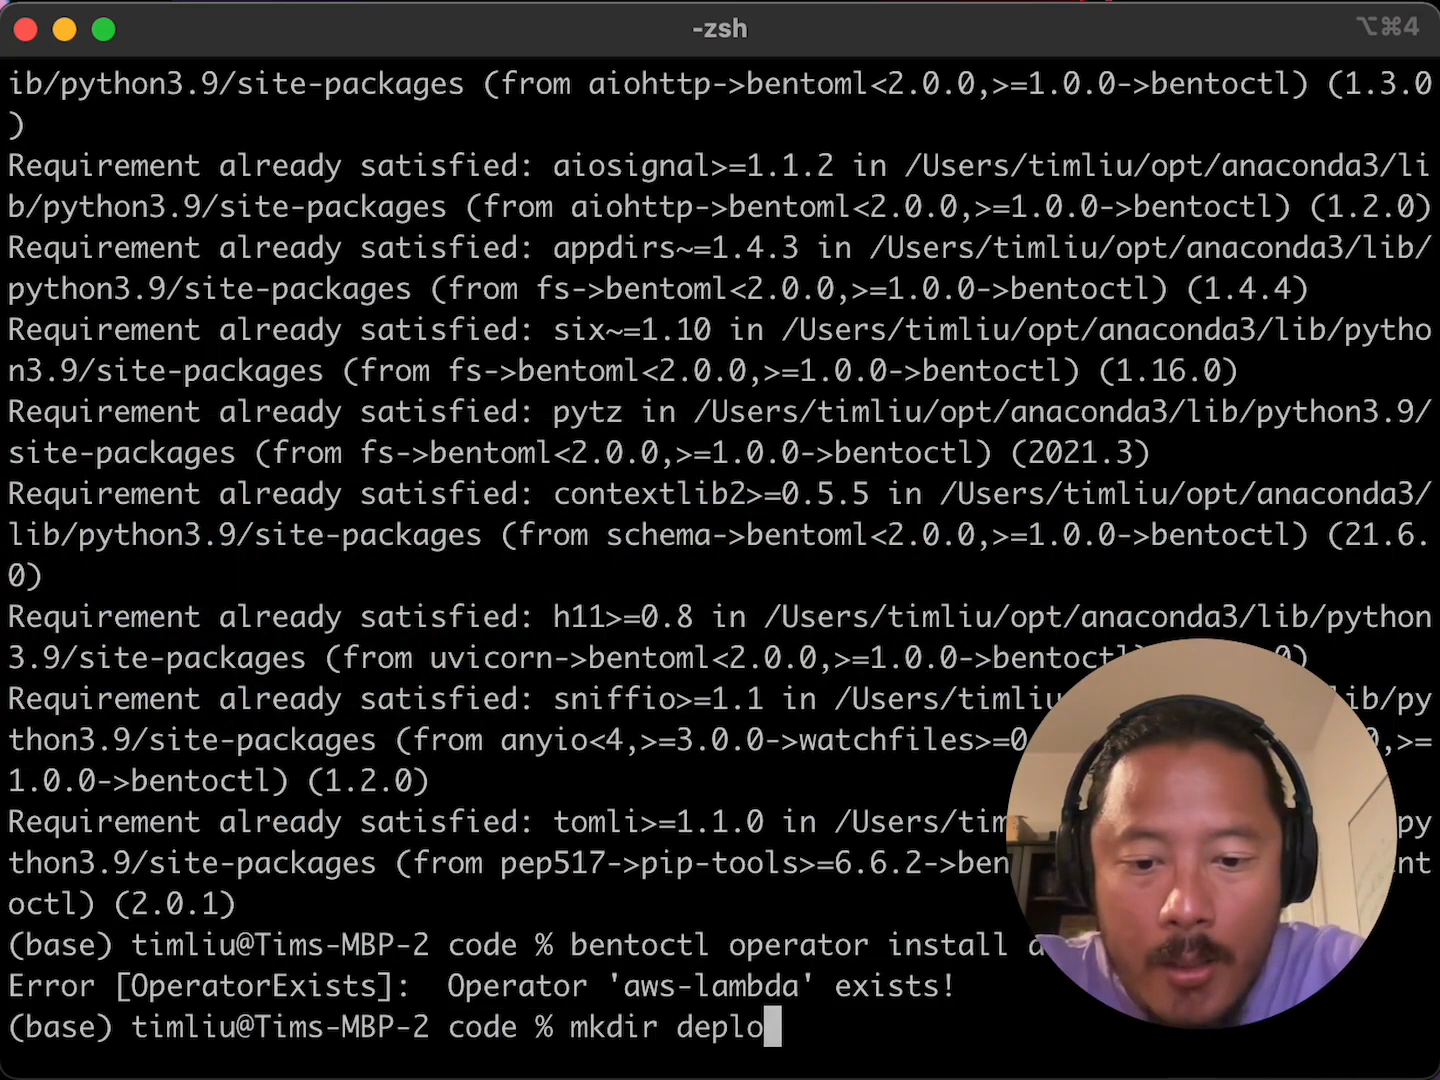 -zsh
⌥⌘4
ib/python3.9/site-packages (from aiohttp->bentoml<2.0.0,>=1.0.0->bentoctl) (1.3.0
)
Requirement already satisfied: aiosignal>=1.1.2 in /Users/timliu/opt/anaconda3/li
b/python3.9/site-packages (from aiohttp->bentoml<2.0.0,>=1.0.0->bentoctl) (1.2.0)
Requirement already satisfied: appdirs~=1.4.3 in /Users/timliu/opt/anaconda3/lib/
python3.9/site-packages (from fs->bentoml<2.0.0,>=1.0.0->bentoctl) (1.4.4)
Requirement already satisfied: six~=1.10 in /Users/timliu/opt/anaconda3/lib/pytho
n3.9/site-packages (from fs->bentoml<2.0.0,>=1.0.0->bentoctl) (1.16.0)
Requirement already satisfied: pytz in /Users/timliu/opt/anaconda3/lib/python3.9/
site-packages (from fs->bentoml<2.0.0,>=1.0.0->bentoctl) (2021.3)
Requirement already satisfied: contextlib2>=0.5.5 in /Users/timliu/opt/anaconda3/
lib/python3.9/site-packages (from schema->bentoml<2.0.0,>=1.0.0->bentoctl) (21.6.
0)
Requirement already satisfied: h11>=0.8 in /Users/timliu/opt/anaconda3/lib/python
3.9/site-packages (from uvicorn->bentoml<2.0.0,>=1.0.0->bentoctl) 0)
Requirement already satisfied: sniffio>=1.1 in /Users/timliu lib/py
thon3.9/site-packages (from anyio<4,>=3.0.0->watchfiles>=0 0,>=
1.0.0->bentoctl) (1.2.0)
Requirement already satisfied: tomli>=1.1.0 in /Users/tim py
thon3.9/site-packages (from pep517->pip-tools>=6.6.2->ben nt
octl) (2.0.1)
(base) timliu@Tims-MBP-2 code % bentoctl operator install
Error [OperatorExists]:  Operator 'aws-lambda' exists!
(base) timliu@Tims-MBP-2 code % mkdir deplo